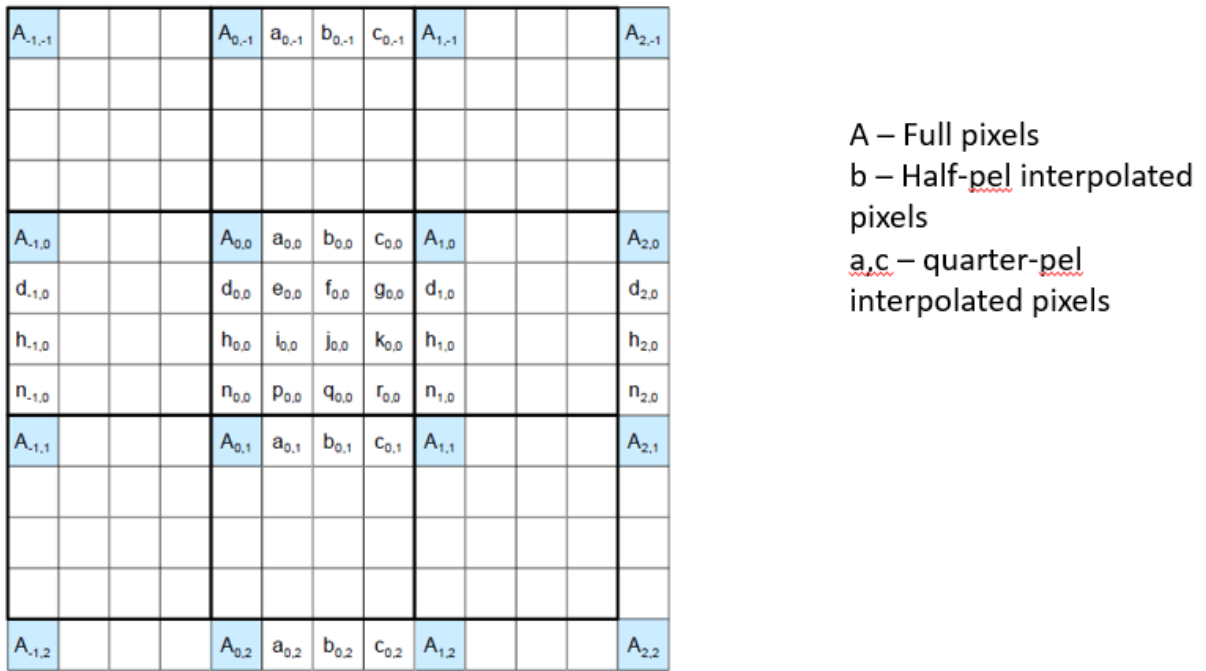 A-1,-1 A0,-1 a0,-1 b0,-1 c0,-1 A1,-1 A2,-1
A-1,0 A0,0 a0,0 b0,0 c0,0 A1,0 A2,0
d-1,0 d0,0 e0,0 f0,0 g0,0 d1,0 d2,0
h-1,0 h0,0 i0,0 j0,0 k0,0 h1,0 h2,0
n-1,0 n0,0 p0,0 q0,0 r0,0 n1,0 n2,0
A-1,1 A0,1 a0,1 b0,1 c0,1 A1,1 A2,1
A-1,2 A0,2 a0,2 b0,2 c0,2 A1,2 A2,2
A – Full pixels
b – Half-pel interpolated
pixels
a,c – quarter-pel
interpolated pixels